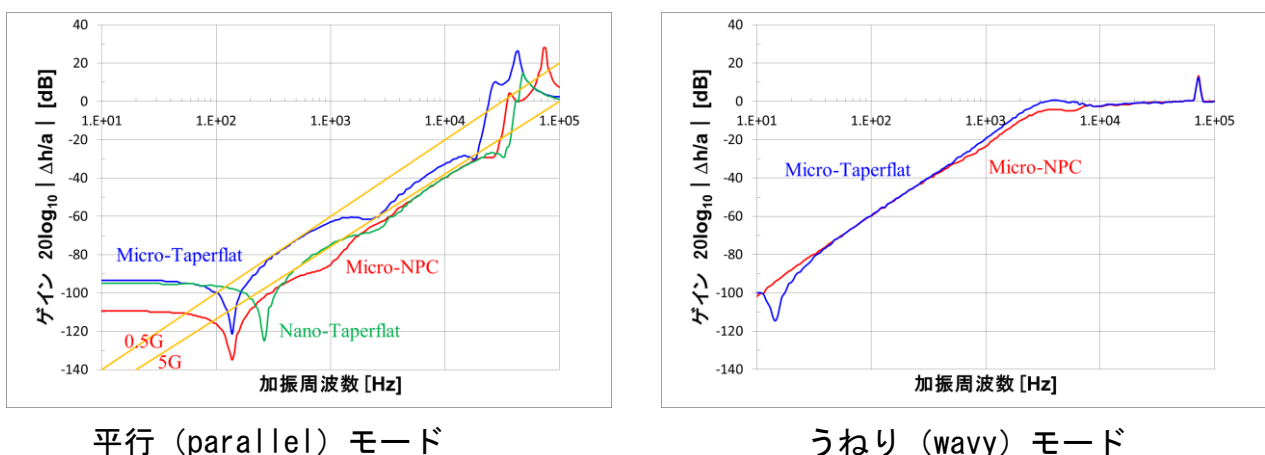 ゲイン 20log₁₀ | Δh/a | [dB]
40
20
0
-20
-40
-60
-80
-100
-120
-140
1.E+01 1.E+02 1.E+03 1.E+04 1.E+05
Micro-Taperflat
Micro-NPC
Nano-Taperflat
0.5G
5G
加振周波数 [Hz]
平行 (parallel) モード
ゲイン 20log₁₀ | Δh/a | [dB]
40
20
0
-20
-40
-60
-80
-100
-120
-140
1.E+01 1.E+02 1.E+03 1.E+04 1.E+05
Micro-Taperflat
Micro-NPC
加振周波数 [Hz]
うねり (wavy) モード